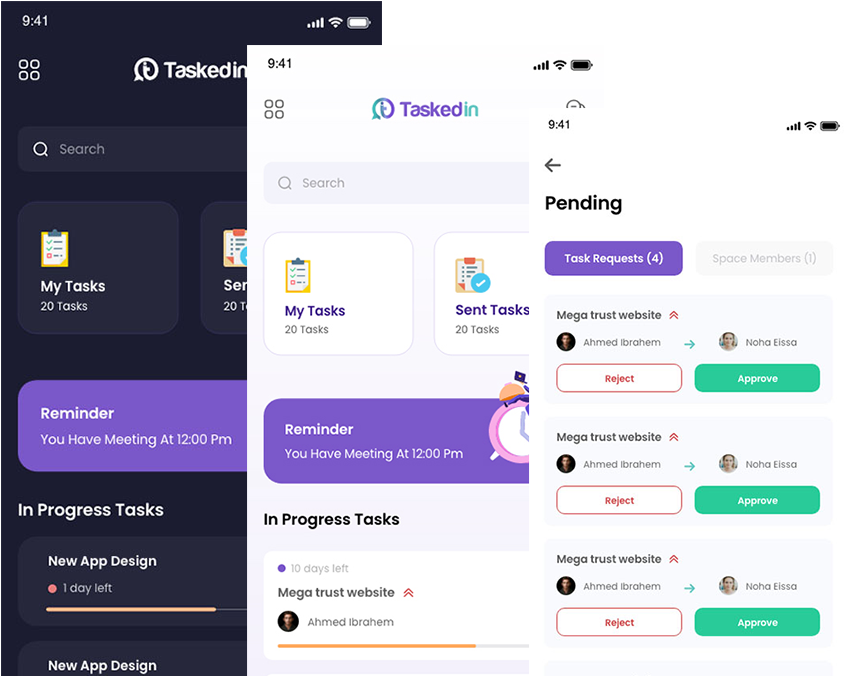 9:41
Taskedin
Search
My Tasks
20 Tasks
Reminder
You Have Meeting At 12:00 Pm
In Progress Tasks
New App Design
1 day left
New App Design
9:41
Taskedin
Search
My Tasks
20 Tasks
Sent Tasks
20 Tasks
Reminder
You Have Meeting At 12:00 Pm
In Progress Tasks
10 days left
Mega trust website
Ahmed Ibrahem
9:41
Pending
Task Requests (4)
Space Members (1)
Mega trust website
Ahmed Ibrahem
Noha Eissa
Reject
Approve
Mega trust website
Ahmed Ibrahem
Noha Eissa
Reject
Approve
Mega trust website
Ahmed Ibrahem
Noha Eissa
Reject
Approve